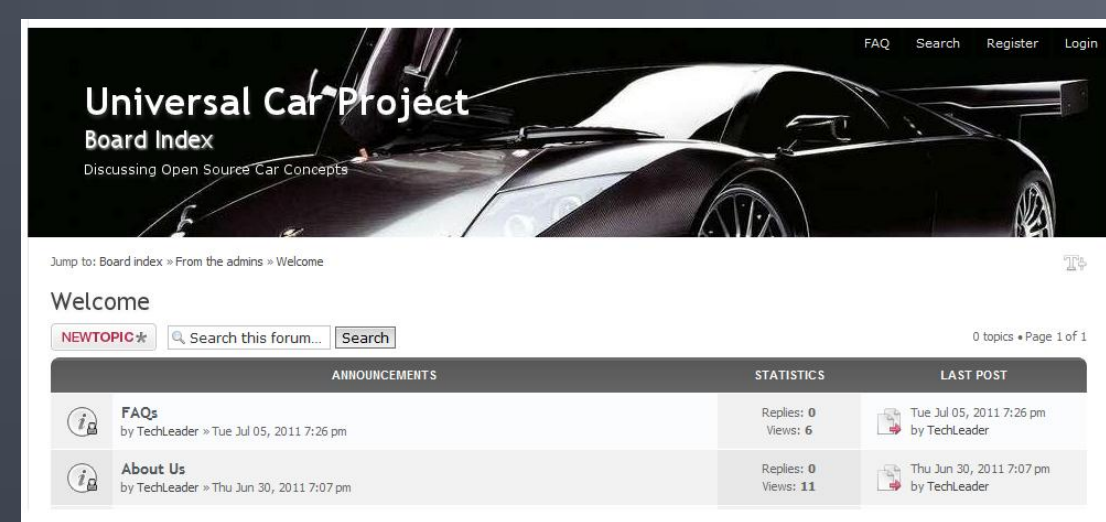 FAQ Search Register Login
Universal Car Project
Board Index
Discussing Open Source Car Concepts
Jump to: Board index » From the admins » Welcome
Welcome
NEWTOPIC* Search this forum... Search 0 topics • Page 1 of 1
ANNOUNCEMENTS STATISTICS LAST POST
FAQs Replies: 0 Tue Jul 05, 2011 7:26 pm
by TechLeader » Tue Jul 05, 2011 7:26 pm Views: 6 by TechLeader
About Us Replies: 0 Thu Jun 30, 2011 7:07 pm
by TechLeader » Thu Jun 30, 2011 7:07 pm Views: 11 by TechLeader